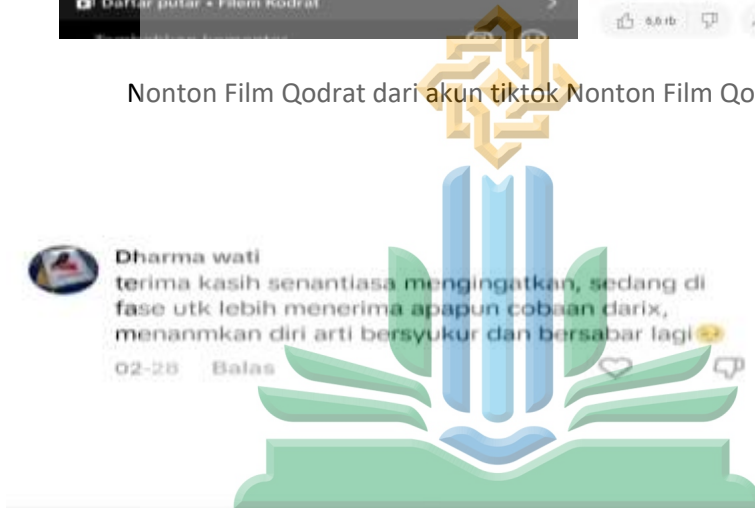 Daftar putar • Filem Kodrat
6,6 rb
Tambahkan komentar
Nonton Film Qodrat dari akun tiktok Nonton Film Qo
Dharma wati
terima kasih senantiasa mengingatkan, sedang di
fase utk lebih menerima apapun cobaan darix,
menanmkan diri arti bersyukur dan bersabar lagi🥺
02-28 Balas